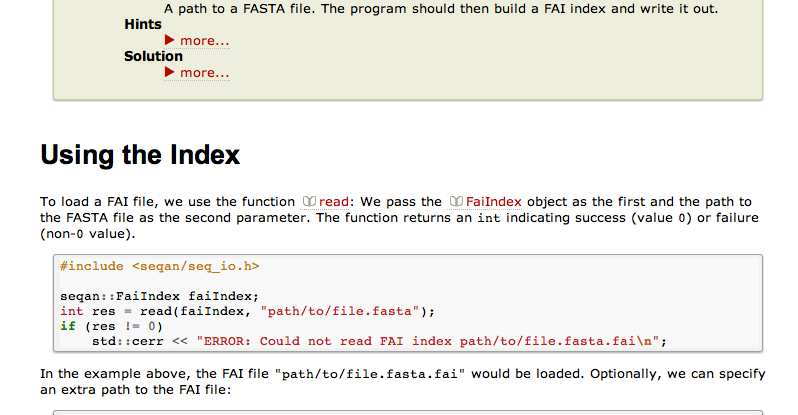 A path to a FASTA file. The program should then build a FAI index and write it out.
Hints
▶ more...
Solution
▶ more...
Using the Index
To load a FAI file, we use the function read: We pass the FaiIndex object as the first and the path to
the FASTA file as the second parameter. The function returns an int indicating success (value 0) or failure
(non-0 value).
#include <seqan/seq_io.h>
seqan::FaiIndex faiIndex;
int res = read(faiIndex, "path/to/file.fasta");
if (res != 0)
    std::cerr << "ERROR: Could not read FAI index path/to/file.fasta.fai\n";
In the example above, the FAI file "path/to/file.fasta.fai" would be loaded. Optionally, we can specify
an extra path to the FAI file: